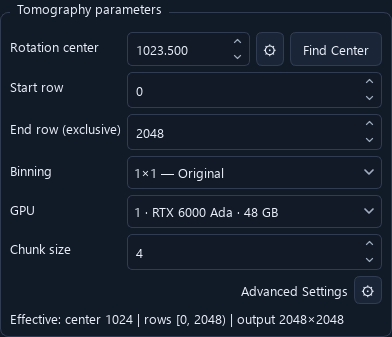 Tomography parameters
Rotation center 1023.500 Find Center
Start row 0
End row (exclusive) 2048
Binning 1×1 — Original
GPU 1 · RTX 6000 Ada · 48 GB
Chunk size 4
Advanced Settings
Effective: center 1024 | rows [0, 2048) | output 2048×2048